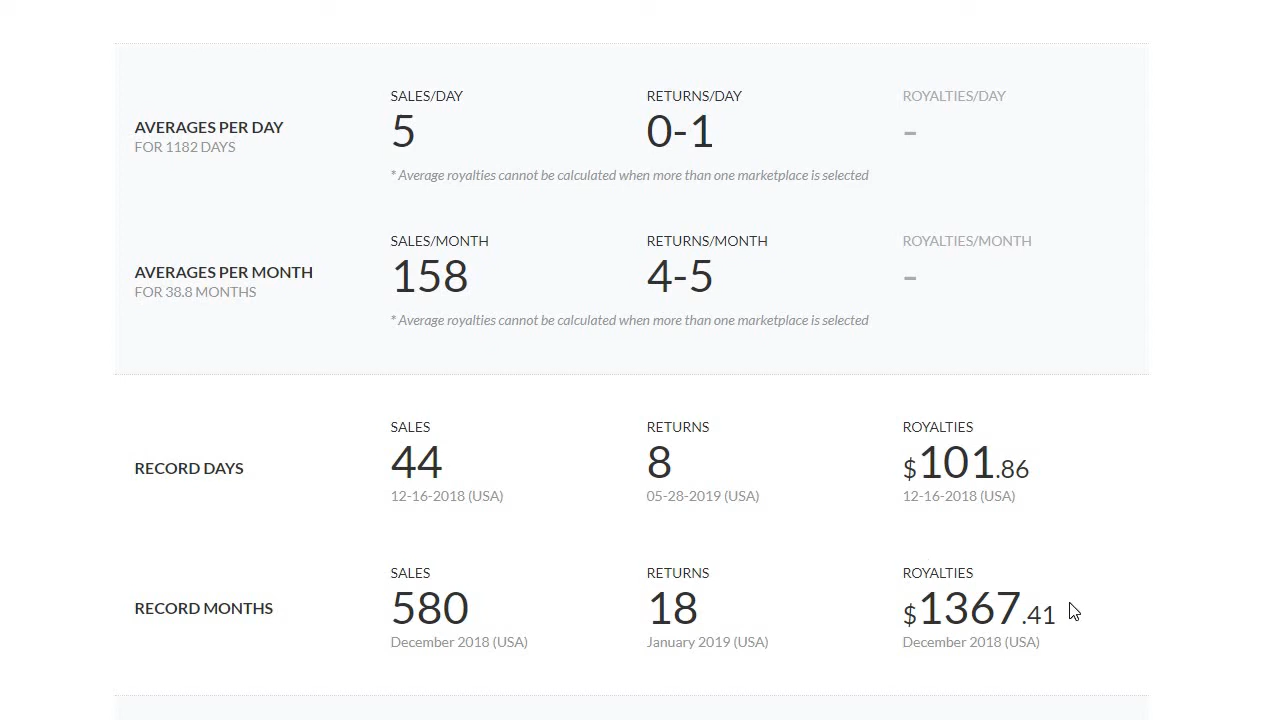 SALES/DAY RETURNS/DAY ROYALTIES/DAY
AVERAGES PER DAY 5 0-1 -
FOR 1182 DAYS
* Average royalties cannot be calculated when more than one marketplace is selected
SALES/MONTH RETURNS/MONTH ROYALTIES/MONTH
AVERAGES PER MONTH 158 4-5 -
FOR 38.8 MONTHS
* Average royalties cannot be calculated when more than one marketplace is selected
SALES RETURNS ROYALTIES
RECORD DAYS 44 8 $101.86
12-16-2018 (USA) 05-28-2019 (USA) 12-16-2018 (USA)
SALES RETURNS ROYALTIES
RECORD MONTHS 580 18 $1367.41
December 2018 (USA) January 2019 (USA) December 2018 (USA)